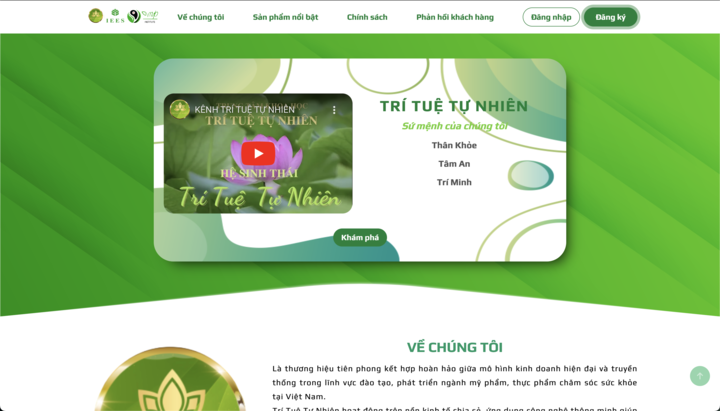 IEES
Về chúng tôi
Sản phẩm nổi bật
Chính sách
Phản hồi khách hàng
Đăng nhập
Đăng ký
KÊNH TRÍ TUỆ TỰ NHIÊN
TRÍ TUỆ TỰ NHIÊN
HỆ SINH THÁI
Trí Tuệ Tự Nhiên
TRÍ TUỆ TỰ NHIÊN
Sứ mệnh của chúng tôi
Thân Khỏe
Tâm An
Trí Minh
Khám phá
VỀ CHÚNG TÔI
Là thương hiệu tiên phong kết hợp hoàn hảo giữa mô hình kinh doanh hiện đại và truyền
thống trong lĩnh vực đào tạo, phát triển ngành mỹ phẩm, thực phẩm chăm sóc sức khỏe
tại Việt Nam.
Trí Tuệ Tự Nhiên hoạt động trên nền kinh tế chia sẻ, ứng dụng công nghệ thông minh giúp